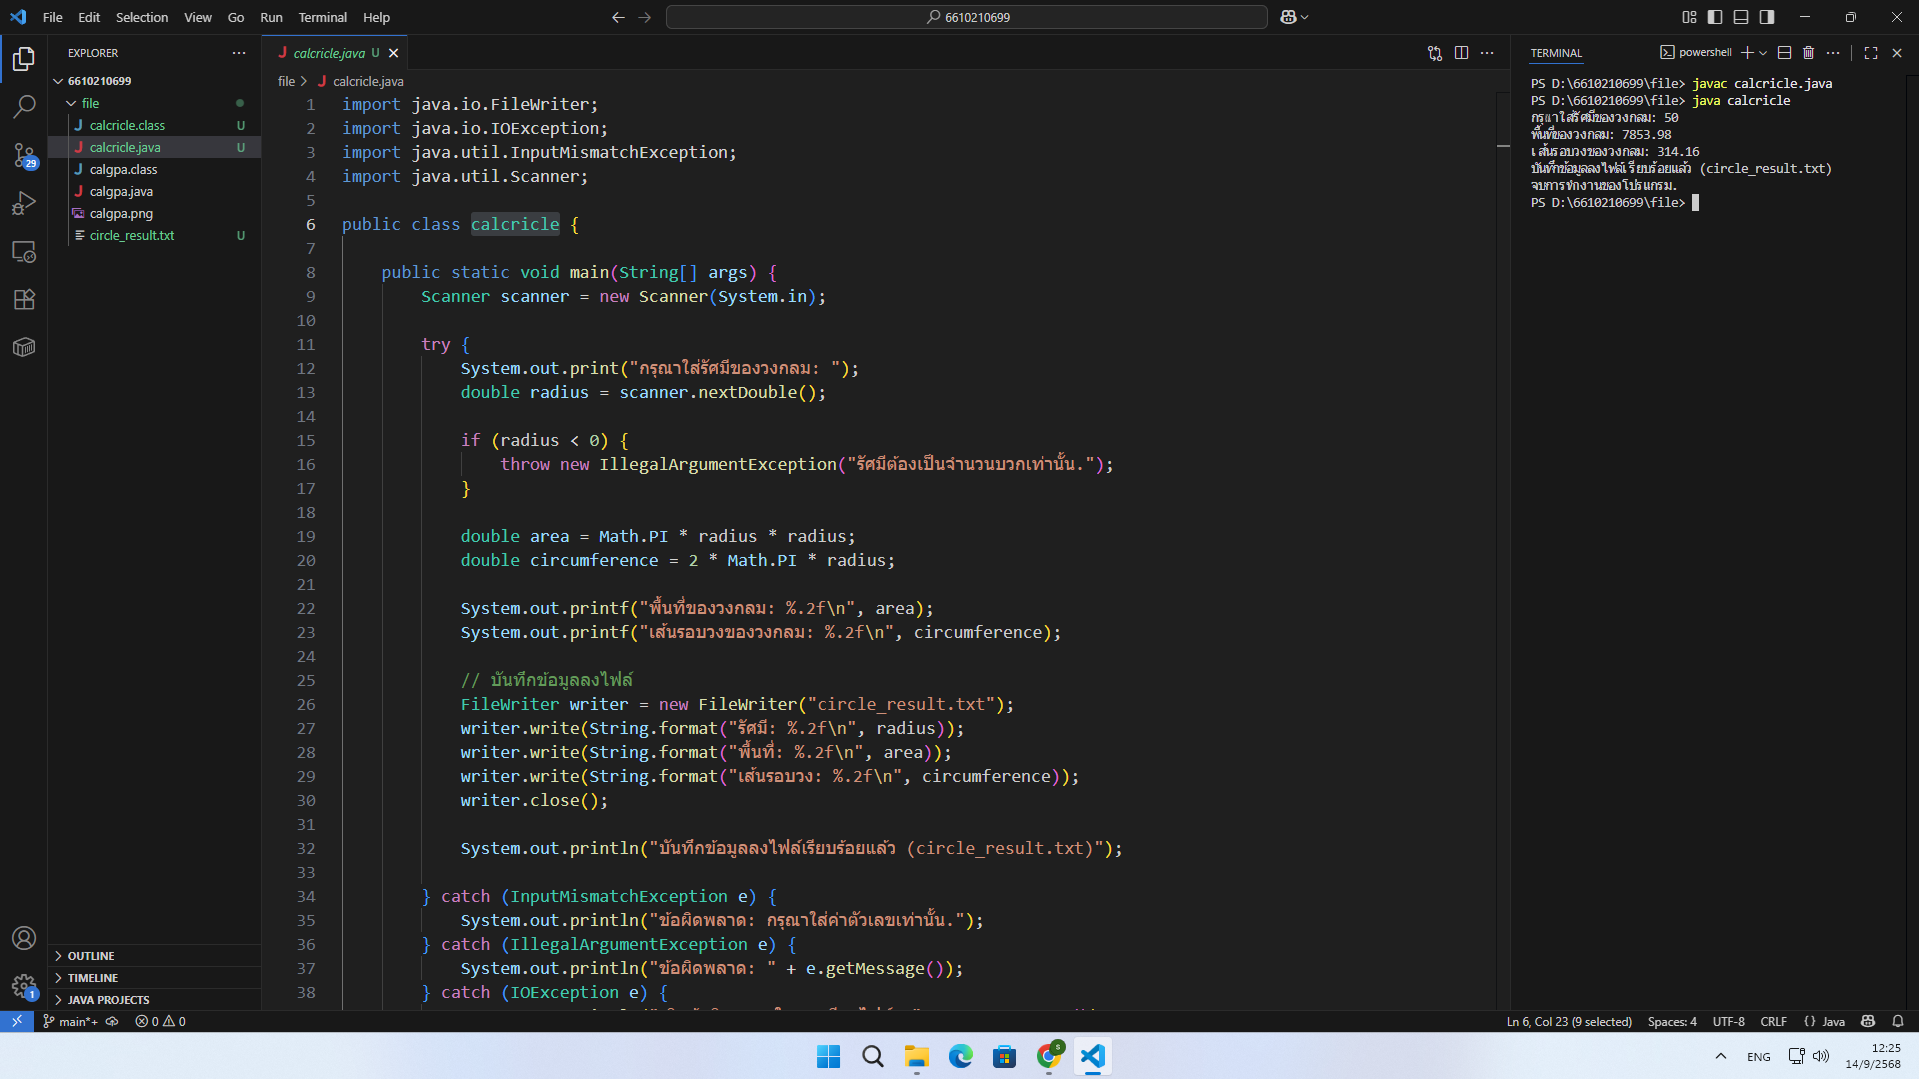 File Edit Selection View Go Run Terminal Help
6610210699
EXPLORER
6610210699
file
calcricle.class U
calcricle.java U
calgpa.class
calgpa.java
calgpa.png
circle_result.txt U
OUTLINE
TIMELINE
JAVA PROJECTS
29
1
calcricle.java U
file > calcricle.java
1 import java.io.FileWriter;
2 import java.io.IOException;
3 import java.util.InputMismatchException;
4 import java.util.Scanner;
5
6 public class calcricle {
7
8 public static void main(String[] args) {
9 Scanner scanner = new Scanner(System.in);
10
11 try {
12 System.out.print("กรุณาใส่รัศมีของวงกลม: ");
13 double radius = scanner.nextDouble();
14
15 if (radius < 0) {
16 throw new IllegalArgumentException("รัศมีต้องเป็นจำนวนบวกเท่านั้น.");
17 }
18
19 double area = Math.PI * radius * radius;
20 double circumference = 2 * Math.PI * radius;
21
22 System.out.printf("พื้นที่ของวงกลม: %.2f\n", area);
23 System.out.printf("เส้นรอบวงของวงกลม: %.2f\n", circumference);
24
25 // บันทึกข้อมูลลงไฟล์
26 FileWriter writer = new FileWriter("circle_result.txt");
27 writer.write(String.format("รัศมี: %.2f\n", radius));
28 writer.write(String.format("พื้นที่: %.2f\n", area));
29 writer.write(String.format("เส้นรอบวง: %.2f\n", circumference));
30 writer.close();
31
32 System.out.println("บันทึกข้อมูลลงไฟล์เรียบร้อยแล้ว (circle_result.txt)");
33
34 } catch (InputMismatchException e) {
35 System.out.println("ข้อผิดพลาด: กรุณาใส่ค่าตัวเลขเท่านั้น.");
36 } catch (IllegalArgumentException e) {
37 System.out.println("ข้อผิดพลาด: " + e.getMessage());
38 } catch (IOException e) {
TERMINAL
powershell
PS D:\6610210699\file> javac calcricle.java
PS D:\6610210699\file> java calcricle
กรุณาใส่รัศมีของวงกลม: 50
พื้นที่ของวงกลม: 7853.98
เส้นรอบวงของวงกลม: 314.16
บันทึกข้อมูลลงไฟล์เรียบร้อยแล้ว (circle_result.txt)
จบการทำงานของโปรแกรม.
PS D:\6610210699\file>
main*+ 0 0
Ln 6, Col 23 (9 selected) Spaces: 4 UTF-8 CRLF {} Java
ENG
12:25
14/9/2568